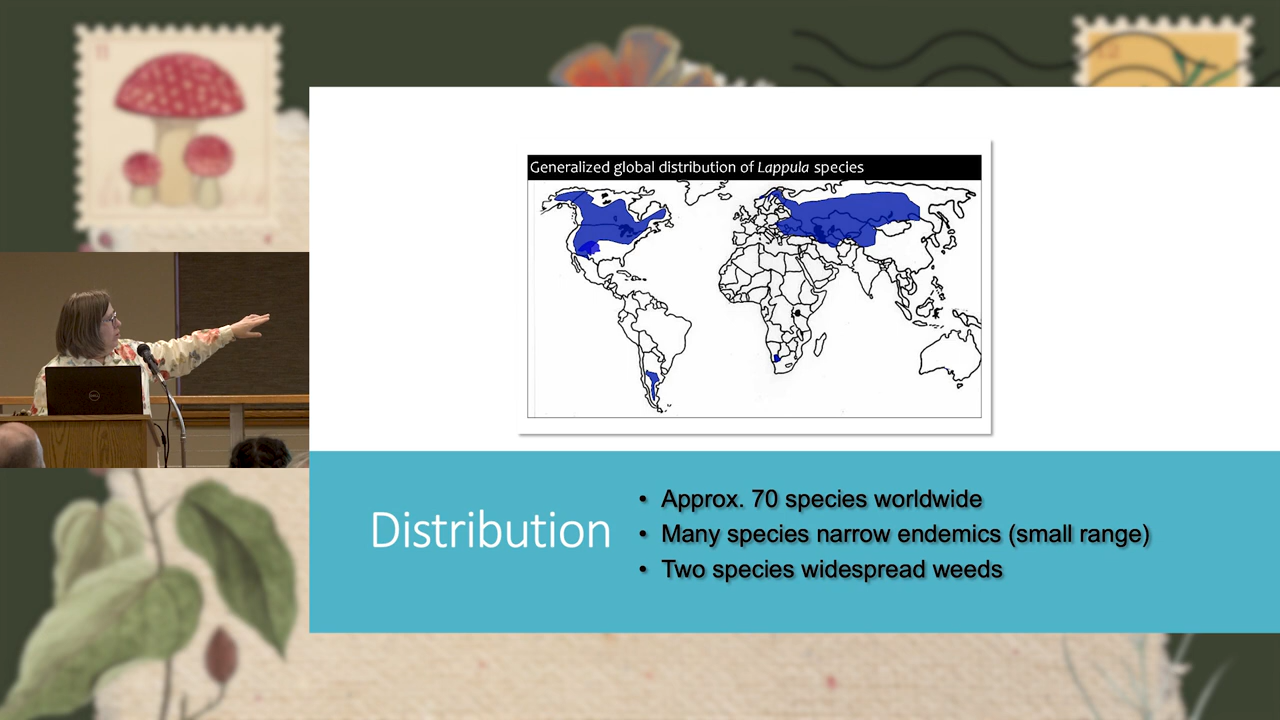 Generalized global distribution of Lappula species
Distribution
• Approx. 70 species worldwide
• Many species narrow endemics (small range)
• Two species widespread weeds